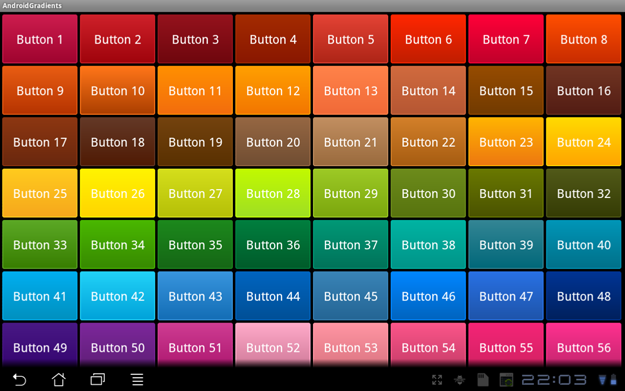 AndroidGradients
Button 1 Button 2 Button 3 Button 4 Button 5 Button 6 Button 7 Button 8
Button 9 Button 10 Button 11 Button 12 Button 13 Button 14 Button 15 Button 16
Button 17 Button 18 Button 19 Button 20 Button 21 Button 22 Button 23 Button 24
Button 25 Button 26 Button 27 Button 28 Button 29 Button 30 Button 31 Button 32
Button 33 Button 34 Button 35 Button 36 Button 37 Button 38 Button 39 Button 40
Button 41 Button 42 Button 43 Button 44 Button 45 Button 46 Button 47 Button 48
Button 49 Button 50 Button 51 Button 52 Button 53 Button 54 Button 55 Button 56
22:03